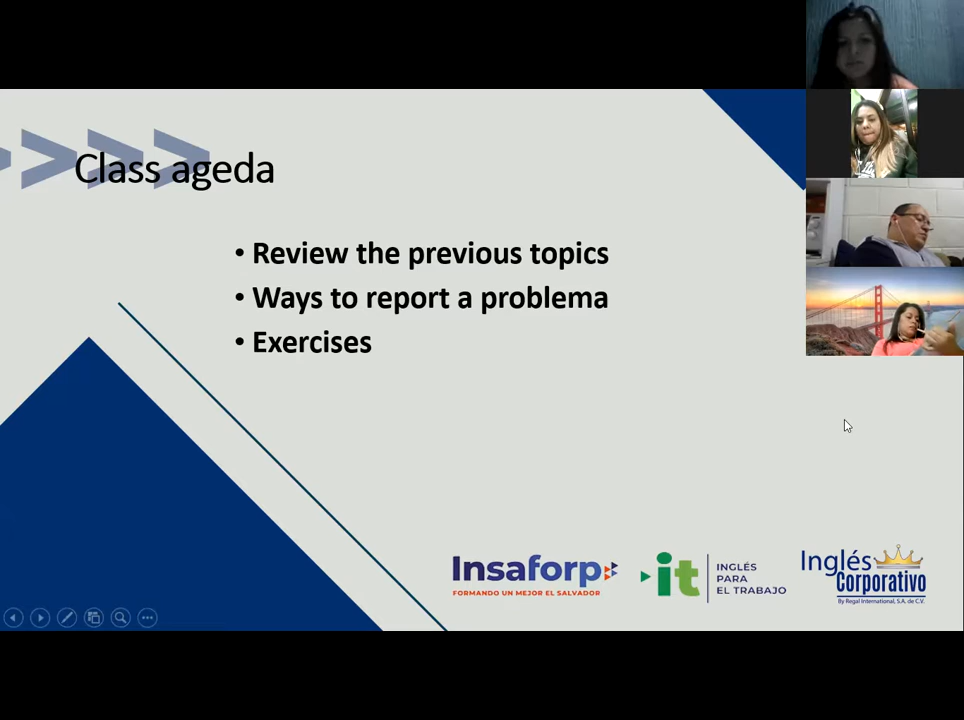 Class ageda
• Review the previous topics
• Ways to report a problema
• Exercises
Insaforp
FORMANDO UN MEJOR EL SALVADOR
it
INGLÉS
PARA
EL TRABAJO
Inglés
Corporativo
By Regal International, S.A. de C.V.